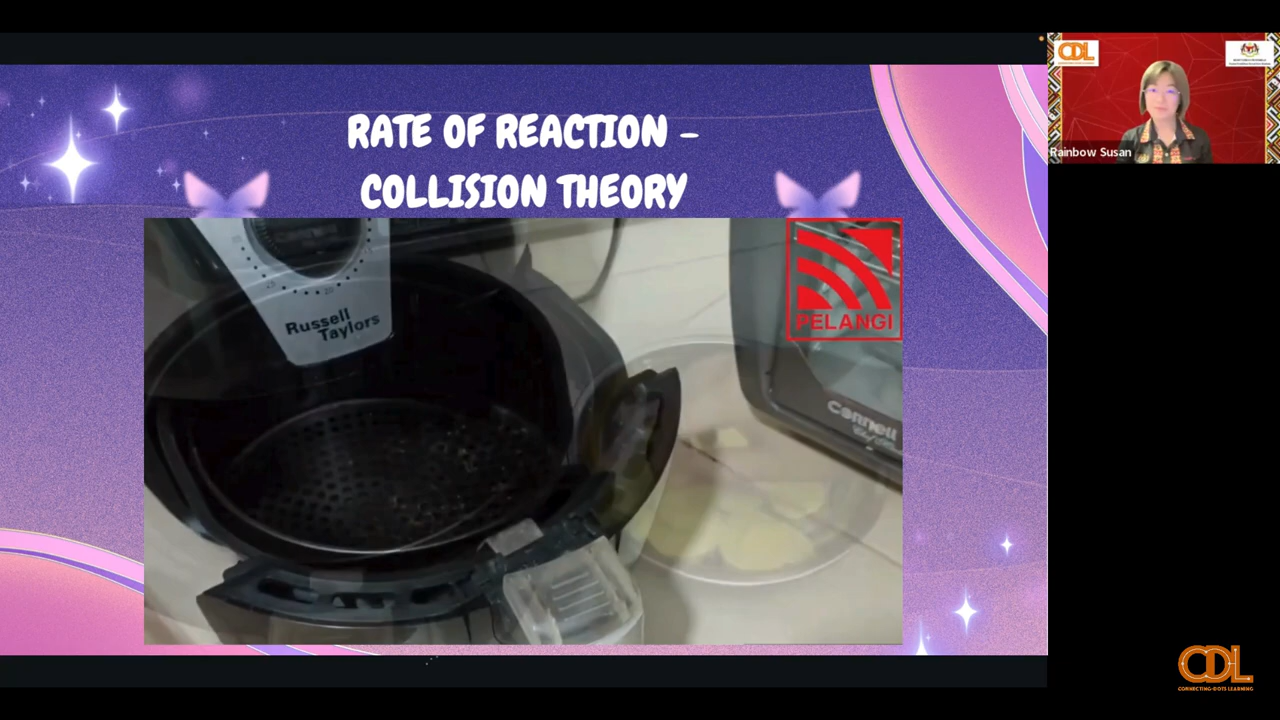 RATE OF REACTION –
COLLISION THEORY
Russell
Taylors
PELANGI
Cornell
CDL
Rainbow Susan
CDL
CONNECTING-DOTS LEARNING